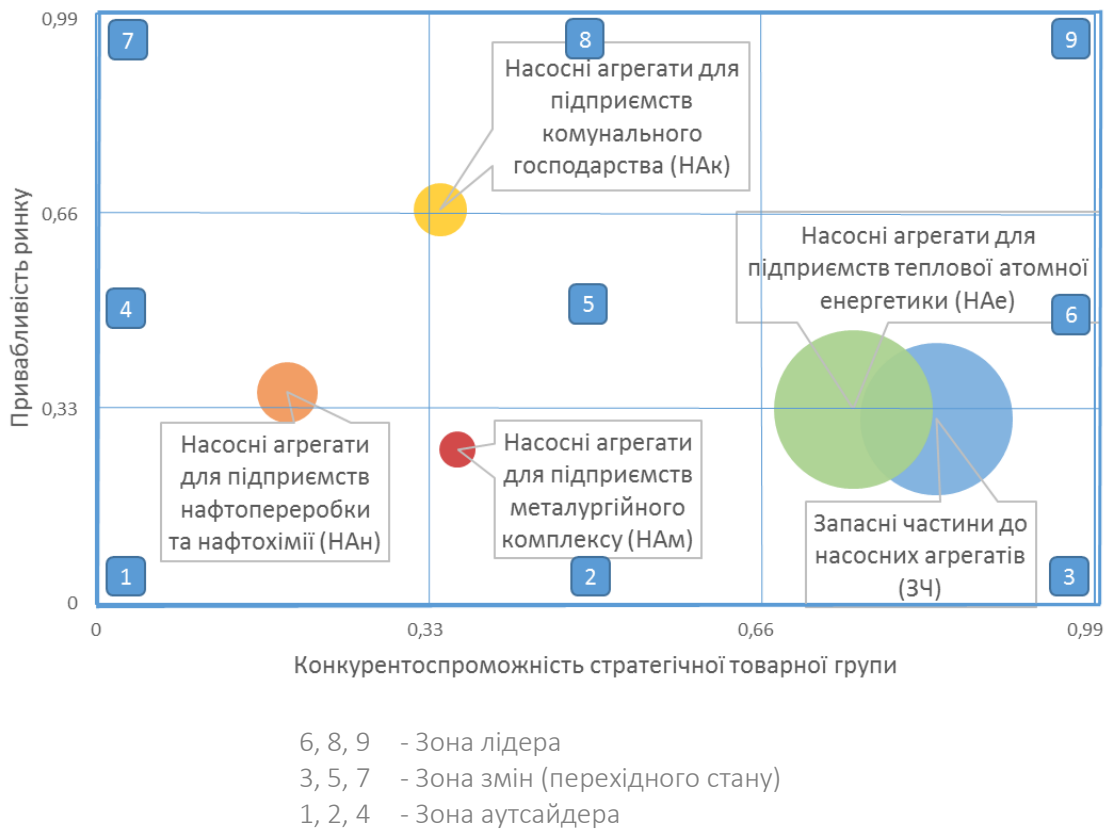 0,99
7
8
9
Насосні агрегати для
підприємств
комунального
господарства (НАк)
Привабливість ринку
0,66
Насосні агрегати для
підприємств теплової атомної
енергетики (НАе)
4
5
6
0,33
Насосні агрегати
для підприємств
нафтопереробки
та нафтохімії (НАн)
Насосні агрегати
для підприємств
металургійного
комплексу (НАм)
Запасні частини до
насосних агрегатів
(ЗЧ)
1
2
3
0
0
0,33
0,66
0,99
Конкурентоспроможність стратегічної товарної групи
6, 8, 9 - Зона лідера
3, 5, 7 - Зона змін (перехідного стану)
1, 2, 4 - Зона аутсайдера